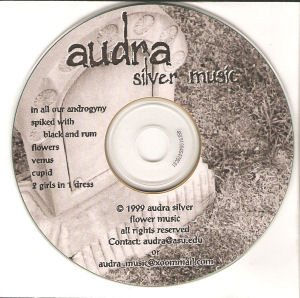 audra
silver music
in all our androgyny
spiked with
black and rum
flowers
venus
cupid
2 girls in 1 dress
© 1999 audra silver
flower music
all rights reserved
Contact: audra@asu.edu
or
audra_music@xoommail.com